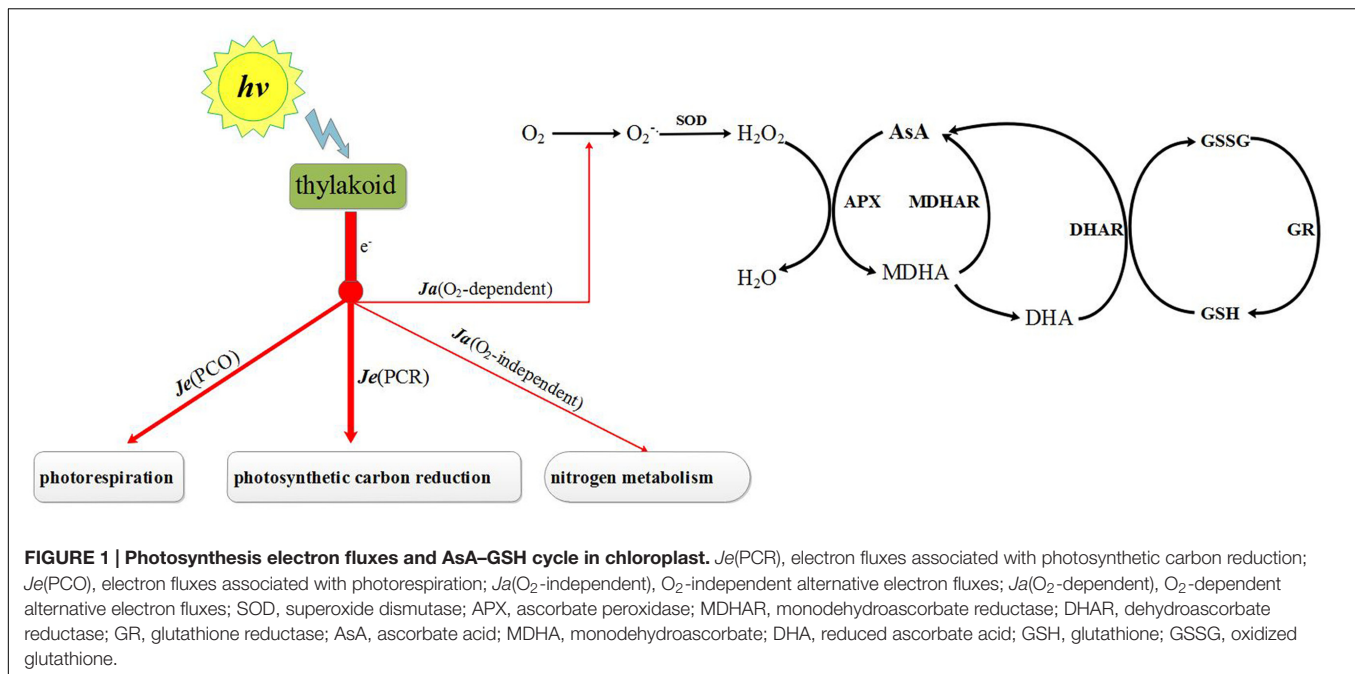 hv
thylakoid
e-
O2
O2-·
SOD
H2O2
AsA
GSSG
APX
MDHAR
DHAR
GR
H2O
MDHA
DHA
GSH
Ja(O2-dependent)
Je(PCO)
Je(PCR)
Ja(O2-independent)
photorespiration
photosynthetic carbon reduction
nitrogen metabolism
FIGURE 1 | Photosynthesis electron fluxes and AsA–GSH cycle in chloroplast. Je(PCR), electron fluxes associated with photosynthetic carbon reduction;
Je(PCO), electron fluxes associated with photorespiration; Ja(O2-independent), O2-independent alternative electron fluxes; Ja(O2-dependent), O2-dependent
alternative electron fluxes; SOD, superoxide dismutase; APX, ascorbate peroxidase; MDHAR, monodehydroascorbate reductase; DHAR, dehydroascorbate
reductase; GR, glutathione reductase; AsA, ascorbate acid; MDHA, monodehydroascorbate; DHA, reduced ascorbate acid; GSH, glutathione; GSSG, oxidized
glutathione.